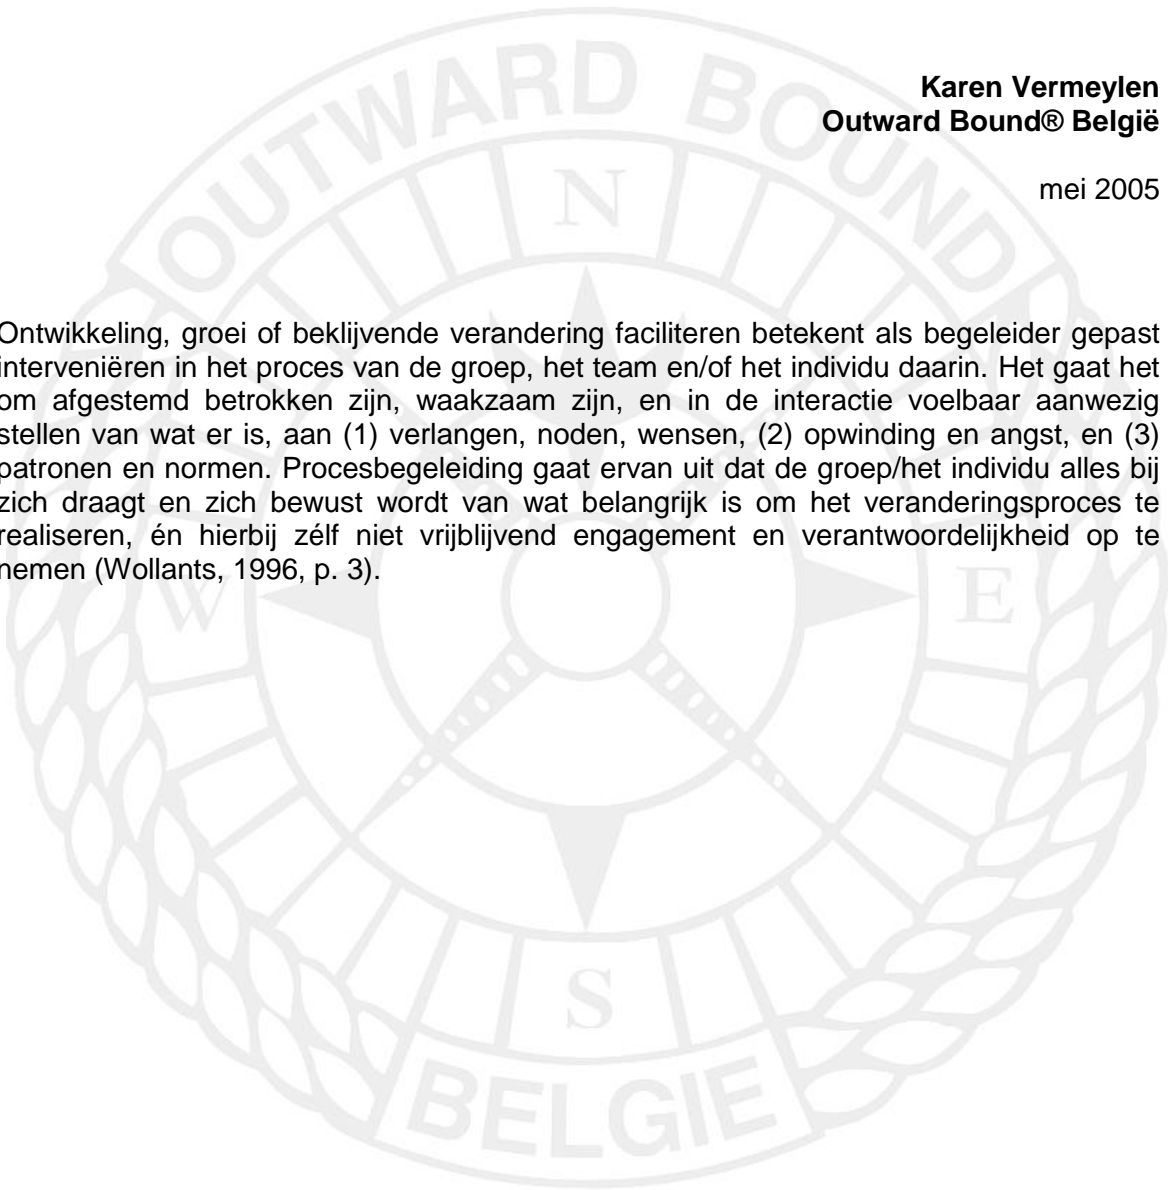 Karen Vermeylen
Outward Bound® België
mei 2005
OUTWARD BOUND
N
Ontwikkeling, groei of beklijvende verandering faciliteren betekent als begeleider gepast
interveniëren in het proces van de groep, het team en/of het individu daarin. Het gaat het
om afgestemd betrokken zijn, waakzaam zijn, en in de interactie voelbaar aanwezig
stellen van wat er is, aan (1) verlangen, noden, wensen, (2) opwinding en angst, en (3)
patronen en normen. Procesbegeleiding gaat ervan uit dat de groep/het individu alles bij
zich draagt en zich bewust wordt van wat belangrijk is om het veranderingsproces te
realiseren, én hierbij zélf niet vrijblijvend engagement en verantwoordelijkheid op te
nemen (Wollants, 1996, p. 3).
W E
S
BELGIE